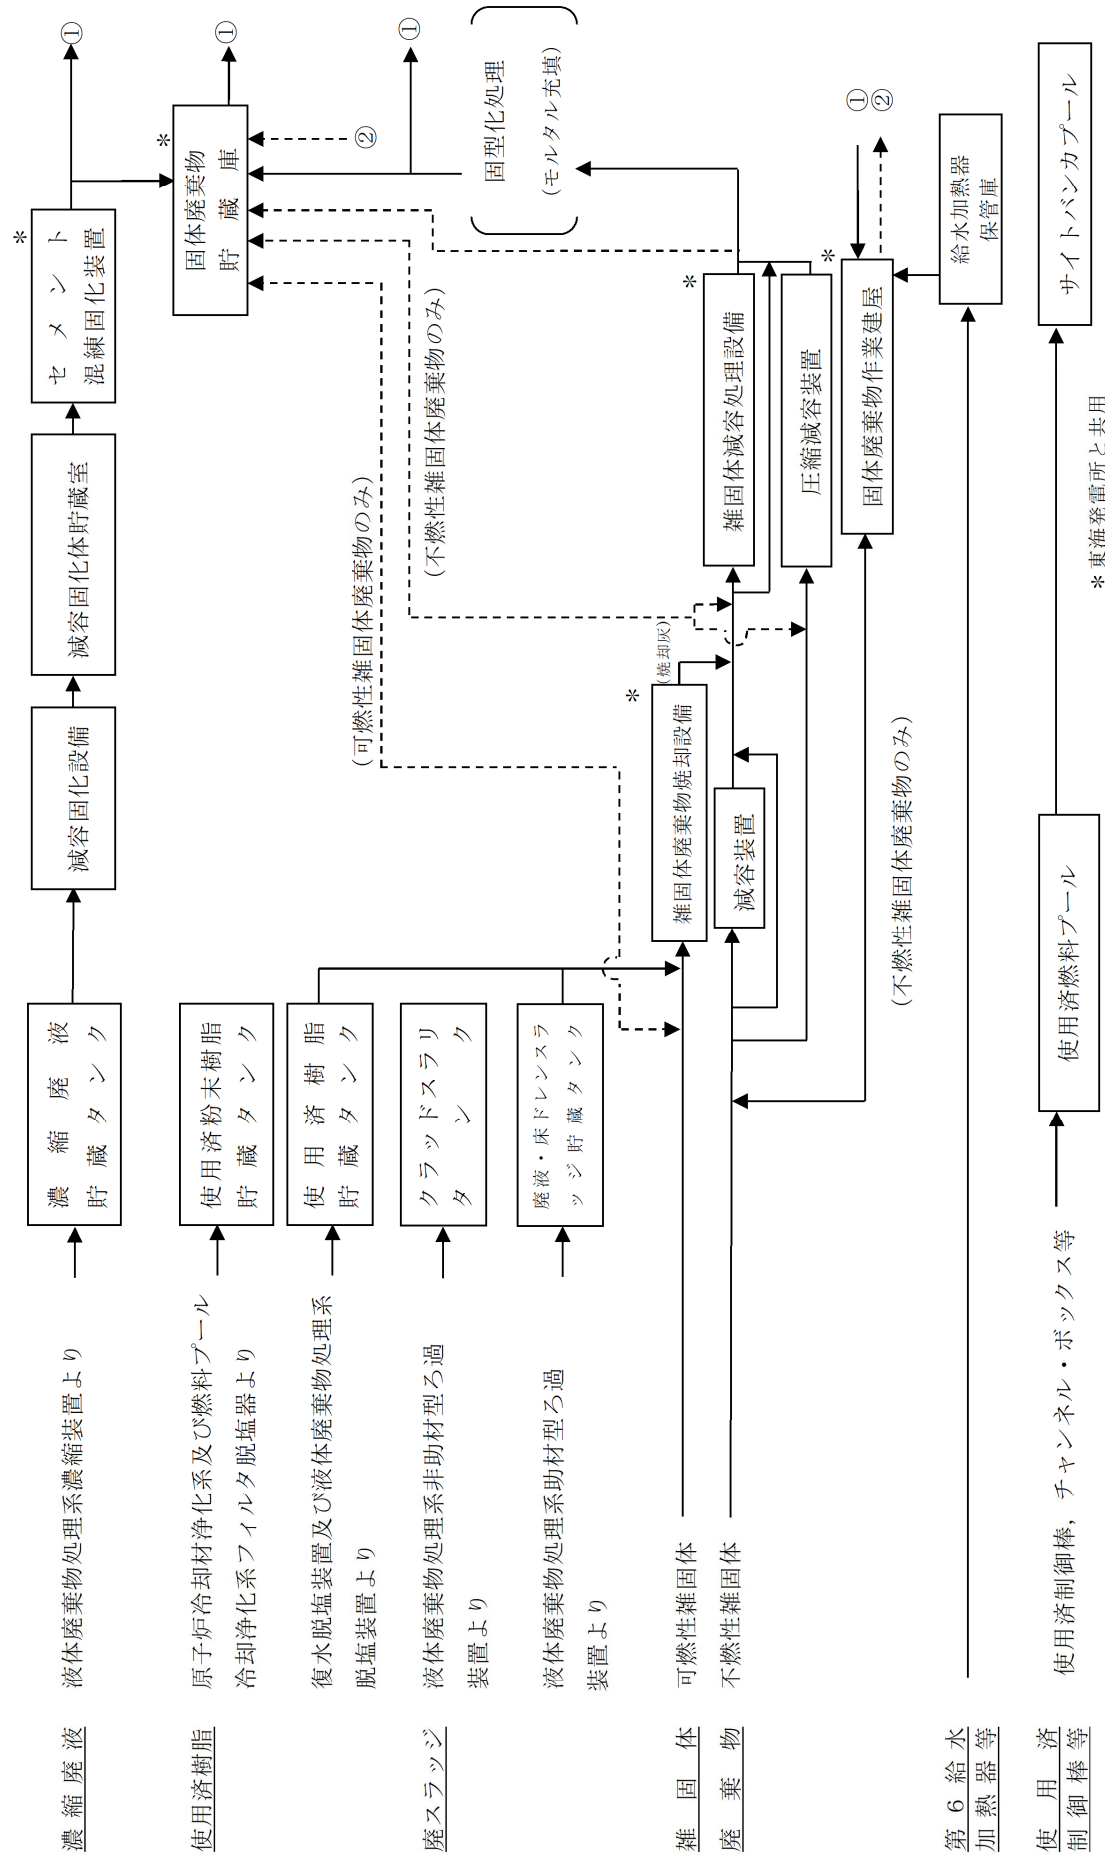 濃縮廃液
液体廃棄物処理系濃縮装置より
濃縮廃液
貯蔵タンク
減容固化設備
減容固化体貯蔵室
セメント
混練固化装置
*
①
使用済樹脂
原子炉冷却材浄化系及び燃料プール
冷却浄化系フィルタ脱塩器より
使用済粉末樹脂
貯蔵タンク
固体廃棄物
貯蔵庫
*
①
復水脱塩装置及び液体廃棄物処理系
脱塩装置より
使用済樹脂
貯蔵タンク
(可燃性雑固体廃棄物のみ)
②
廃スラッジ
液体廃棄物処理系非助材型ろ過
装置より
クラッドスラリ
タンク
(不燃性雑固体廃棄物のみ)
①
液体廃棄物処理系助材型ろ過
装置より
廃液・床ドレンスラ
ッジ貯蔵タンク
固型化処理
(モルタル充填)
雑固体
廃棄物
可燃性雑固体
不燃性雑固体
*
雑固体廃棄物焼却設備
(焼却灰)
減容装置
*
雑固体減容処理設備
圧縮減容装置
*
固体廃棄物作業建屋
①
②
(不燃性雑固体廃棄物のみ)
第6給水
加熱器等
給水加熱器
保管庫
使用済
制御棒等
使用済制御棒，チャンネル・ボックス等
使用済燃料プール
サイトバンカプール
*東海発電所と共用